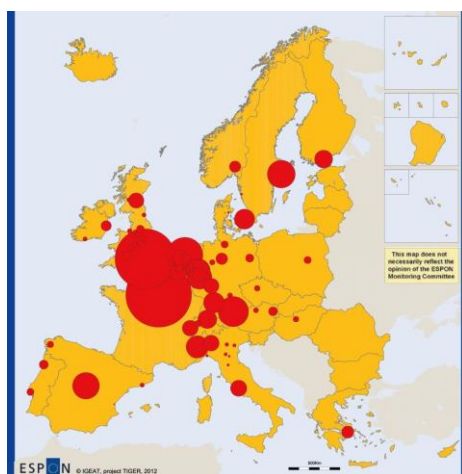 This map does not
necessarily reflect the
opinion of the ESPON
Monitoring Committee
ESPON © IGEAT, project TIGER, 2012